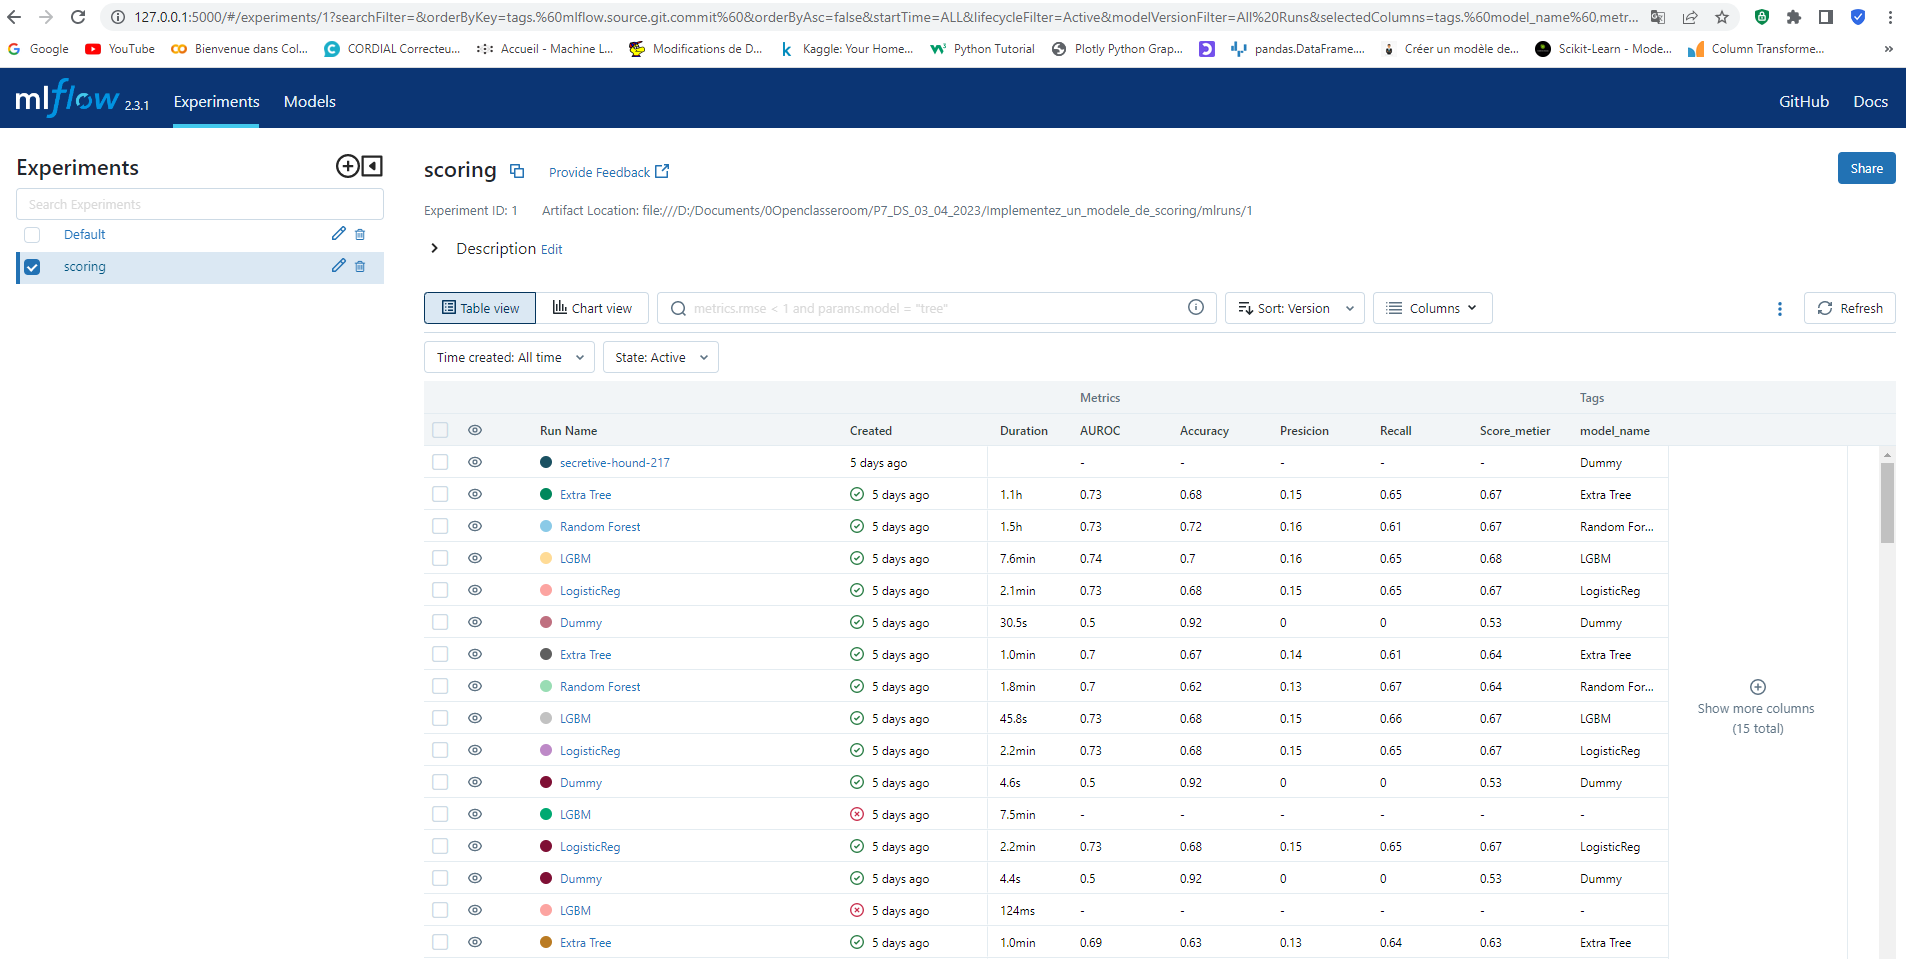 127.0.0.1:5000/#/experiments/1?searchFilter=&orderByKey=tags.%60mlflow.source.git.commit%60&orderByAsc=false&startTime=ALL&lifecycleFilter=Active&modelVersionFilter=All%20Runs&selectedColumns=tags.%60model_name%60,metr...
Google YouTube Bienvenue dans Col... CORDIAL Correcteu... Accueil - Machine L... Modifications de D... Kaggle: Your Home... Python Tutorial Plotly Python Grap... pandas.DataFrame.... Créer un modèle de... Scikit-Learn - Mode... Column Transforme... »
mlflow 2.3.1 Experiments Models GitHub Docs
Experiments
Search Experiments
Default
scoring
scoring Provide Feedback Share
Experiment ID: 1 Artifact Location: file:///D:/Documents/0Openclasseroom/P7_DS_03_04_2023/Implementez_un_modele_de_scoring/mlruns/1
Description Edit
Table view Chart view metrics.rmse < 1 and params.model = "tree" Sort: Version Columns Refresh
Time created: All time State: Active
Metrics Tags
Run Name Created Duration AUROC Accuracy Presicion Recall Score_metier model_name
secretive-hound-217 5 days ago - - - - - Dummy
Extra Tree 5 days ago 1.1h 0.73 0.68 0.15 0.65 0.67 Extra Tree
Random Forest 5 days ago 1.5h 0.73 0.72 0.16 0.61 0.67 Random For...
LGBM 5 days ago 7.6min 0.74 0.7 0.16 0.65 0.68 LGBM
LogisticReg 5 days ago 2.1min 0.73 0.68 0.15 0.65 0.67 LogisticReg
Dummy 5 days ago 30.5s 0.5 0.92 0 0 0.53 Dummy
Extra Tree 5 days ago 1.0min 0.7 0.67 0.14 0.61 0.64 Extra Tree
Random Forest 5 days ago 1.8min 0.7 0.62 0.13 0.67 0.64 Random For...
LGBM 5 days ago 45.8s 0.73 0.68 0.15 0.66 0.67 LGBM
LogisticReg 5 days ago 2.2min 0.73 0.68 0.15 0.65 0.67 LogisticReg
Dummy 5 days ago 4.6s 0.5 0.92 0 0 0.53 Dummy
LGBM 5 days ago 7.5min - - - - - -
LogisticReg 5 days ago 2.2min 0.73 0.68 0.15 0.65 0.67 LogisticReg
Dummy 5 days ago 4.4s 0.5 0.92 0 0 0.53 Dummy
LGBM 5 days ago 124ms - - - - - -
Extra Tree 5 days ago 1.0min 0.69 0.63 0.13 0.64 0.63 Extra Tree
Show more columns
(15 total)